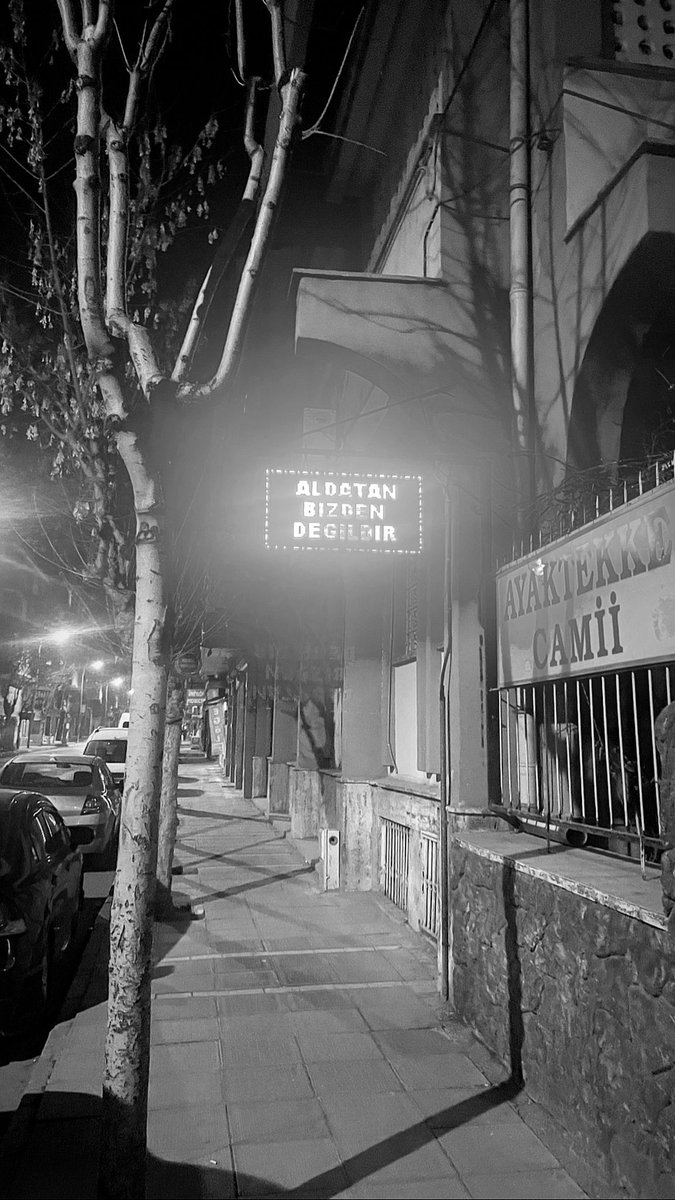 ALDATAN
BIZDEN
DEGILDIR
AYAKTEKKE
CAMİİ